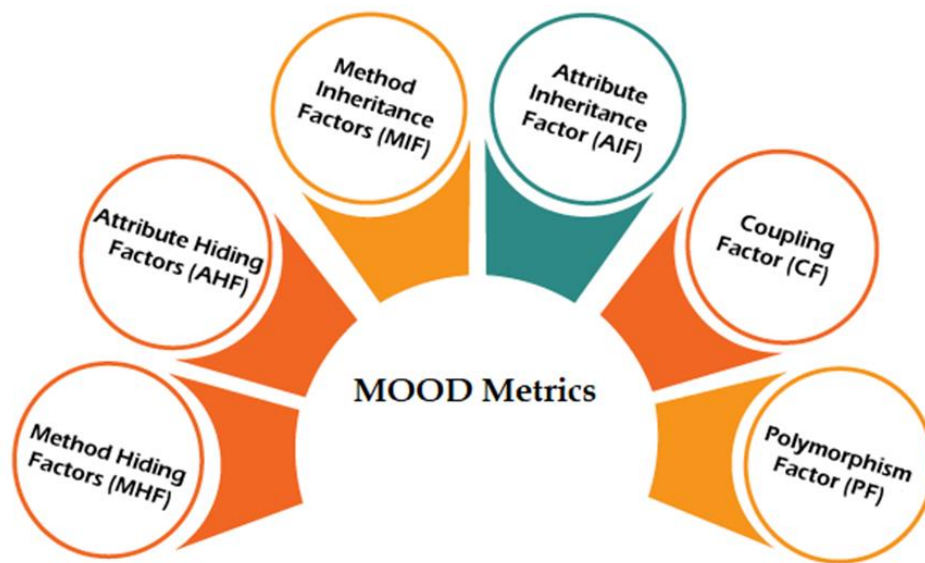 Method
Inheritance
Factors (MIF)
Attribute
Inheritance
Factor (AIF)
Attribute Hiding
Factors (AHF)
Coupling
Factor (CF)
MOOD Metrics
Method Hiding
Factors (MHF)
Polymorphism
Factor (PF)